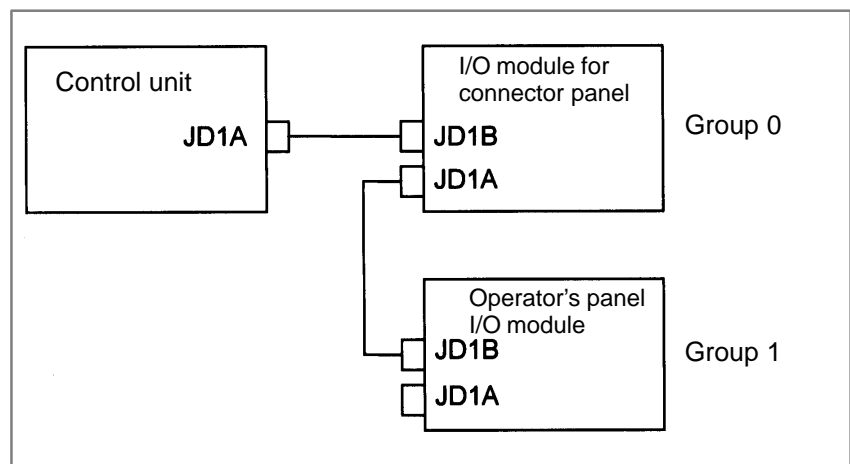 Control unit
JD1A
I/O module for
connector panel
JD1B
JD1A
Group 0
Operator's panel
I/O module
JD1B
JD1A
Group 1